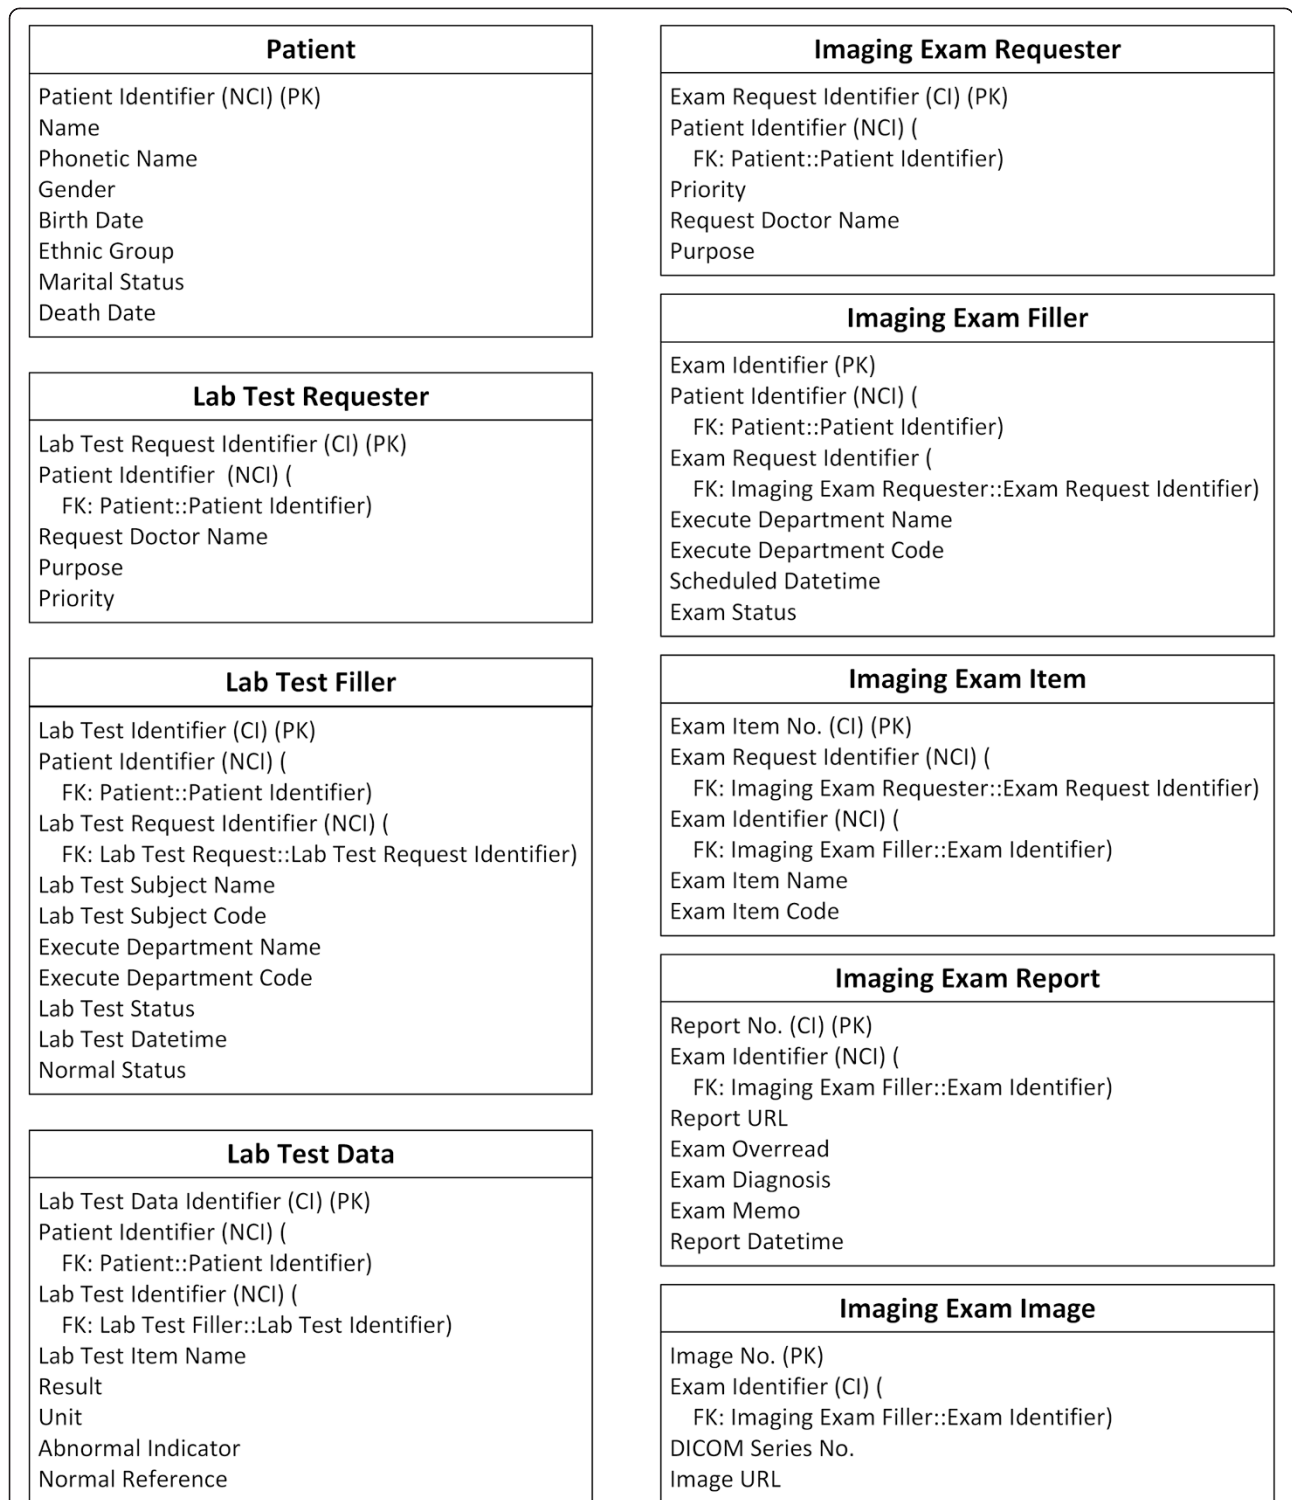 Patient
Patient Identifier (NCI) (PK)
Name
Phonetic Name
Gender
Birth Date
Ethnic Group
Marital Status
Death Date
Lab Test Requester
Lab Test Request Identifier (CI) (PK)
Patient Identifier  (NCI) (
FK: Patient::Patient Identifier)
Request Doctor Name
Purpose
Priority
Lab Test Filler
Lab Test Identifier (CI) (PK)
Patient Identifier (NCI) (
FK: Patient::Patient Identifier)
Lab Test Request Identifier (NCI) (
FK: Lab Test Request::Lab Test Request Identifier)
Lab Test Subject Name
Lab Test Subject Code
Execute Department Name
Execute Department Code
Lab Test Status
Lab Test Datetime
Normal Status
Lab Test Data
Lab Test Data Identifier (CI) (PK)
Patient Identifier (NCI) (
FK: Patient::Patient Identifier)
Lab Test Identifier (NCI) (
FK: Lab Test Filler::Lab Test Identifier)
Lab Test Item Name
Result
Unit
Abnormal Indicator
Normal Reference
Imaging Exam Requester
Exam Request Identifier (CI) (PK)
Patient Identifier (NCI) (
FK: Patient::Patient Identifier)
Priority
Request Doctor Name
Purpose
Imaging Exam Filler
Exam Identifier (PK)
Patient Identifier (NCI) (
FK: Patient::Patient Identifier)
Exam Request Identifier (
FK: Imaging Exam Requester::Exam Request Identifier)
Execute Department Name
Execute Department Code
Scheduled Datetime
Exam Status
Imaging Exam Item
Exam Item No. (CI) (PK)
Exam Request Identifier (NCI) (
FK: Imaging Exam Requester::Exam Request Identifier)
Exam Identifier (NCI) (
FK: Imaging Exam Filler::Exam Identifier)
Exam Item Name
Exam Item Code
Imaging Exam Report
Report No. (CI) (PK)
Exam Identifier (NCI) (
FK: Imaging Exam Filler::Exam Identifier)
Report URL
Exam Overread
Exam Diagnosis
Exam Memo
Report Datetime
Imaging Exam Image
Image No. (PK)
Exam Identifier (CI) (
FK: Imaging Exam Filler::Exam Identifier)
DICOM Series No.
Image URL